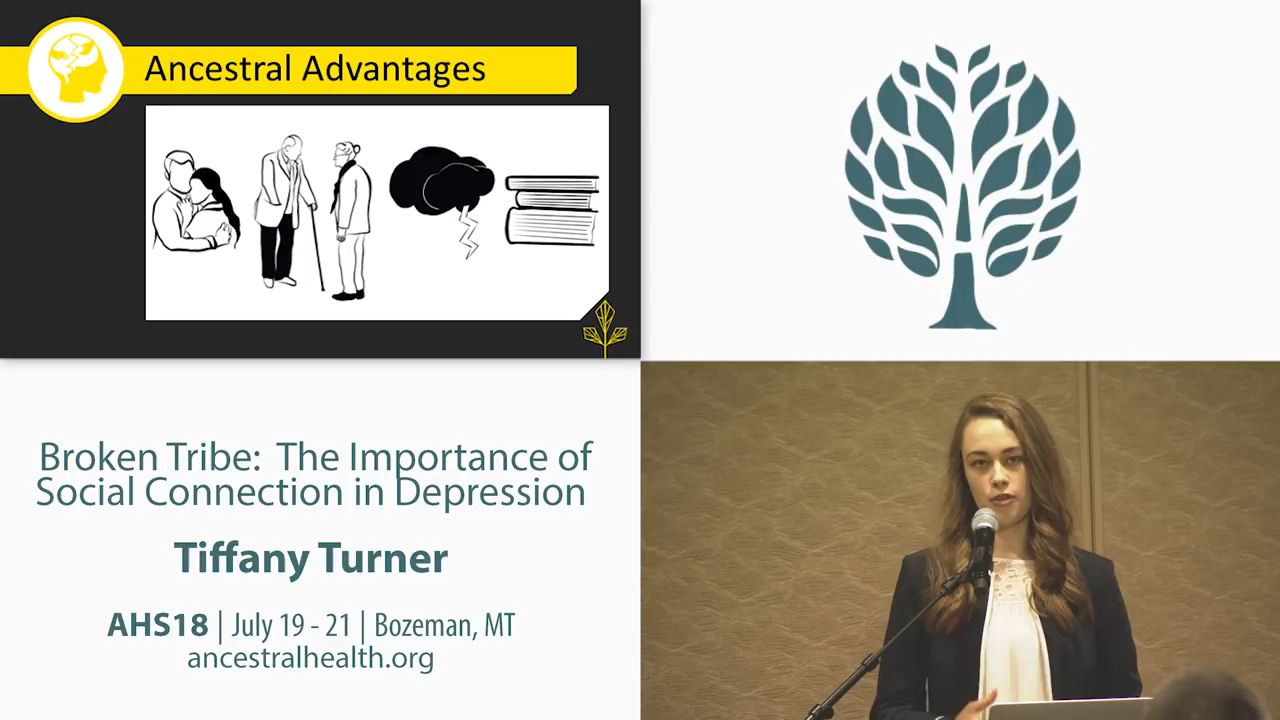 Ancestral Advantages
Broken Tribe: The Importance of
Social Connection in Depression
Tiffany Turner
AHS18 | July 19 - 21 | Bozeman, MT
ancestralhealth.org